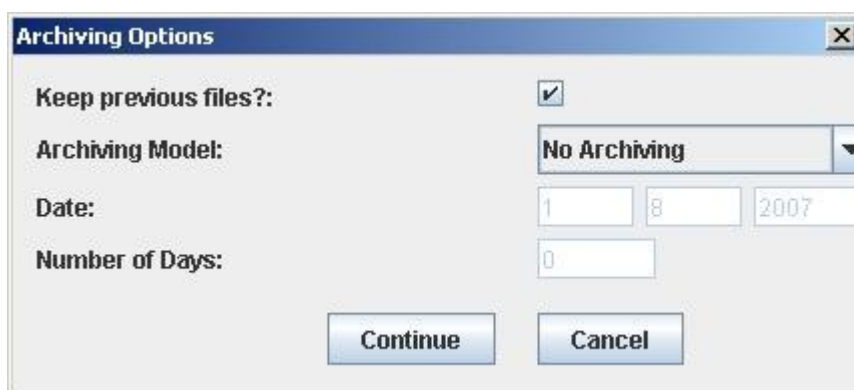 Archiving Options
Keep previous files?:
Archiving Model: No Archiving
Date: 1 8 2007
Number of Days: 0
Continue Cancel